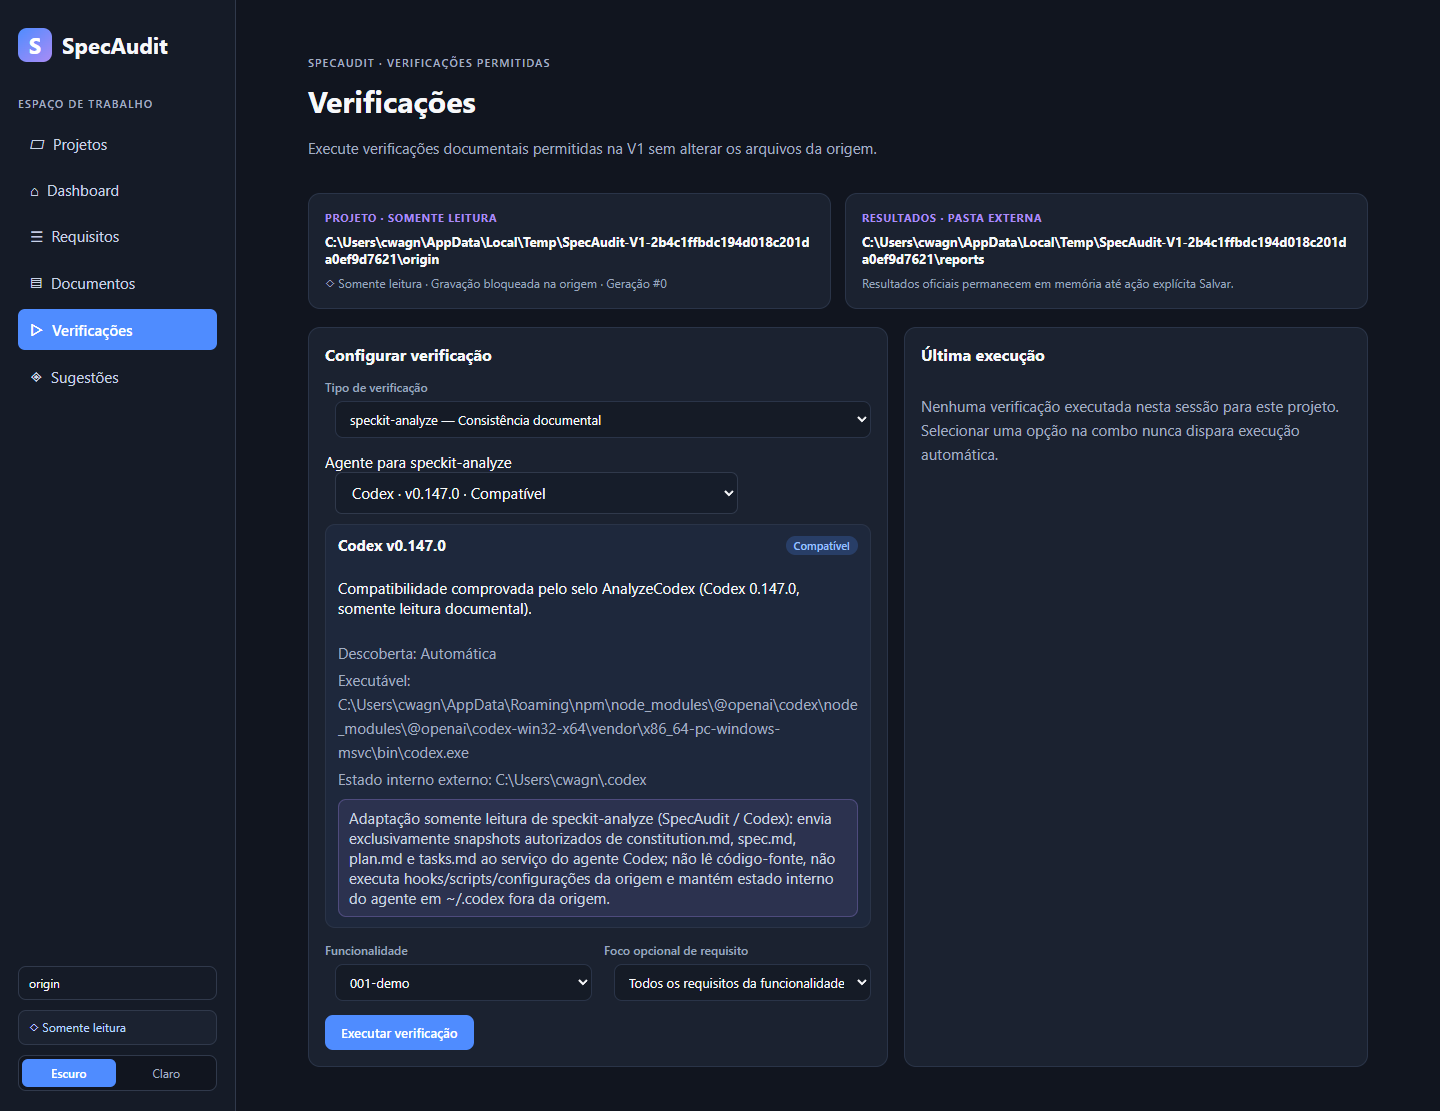 S SpecAudit
ESPAÇO DE TRABALHO
Projetos
Dashboard
Requisitos
Documentos
Verificações
Sugestões
origin
Somente leitura
Escuro
Claro
SPECAUDIT · VERIFICAÇÕES PERMITIDAS
Verificações
Execute verificações documentais permitidas na V1 sem alterar os arquivos da origem.
PROJETO · SOMENTE LEITURA
C:\Users\cwagn\AppData\Local\Temp\SpecAudit-V1-2b4c1ffbdc194d018c201d
a0ef9d7621\origin
Somente leitura · Gravação bloqueada na origem · Geração #0
RESULTADOS · PASTA EXTERNA
C:\Users\cwagn\AppData\Local\Temp\SpecAudit-V1-2b4c1ffbdc194d018c201d
a0ef9d7621\reports
Resultados oficiais permanecem em memória até ação explícita Salvar.
Configurar verificação
Tipo de verificação
speckit-analyze — Consistência documental
Agente para speckit-analyze
Codex · v0.147.0 · Compatível
Codex v0.147.0
Compatível
Compatibilidade comprovada pelo selo AnalyzeCodex (Codex 0.147.0,
somente leitura documental).
Descoberta: Automática
Executável:
C:\Users\cwagn\AppData\Roaming\npm\node_modules\@openai\codex\node
_modules\@openai\codex-win32-x64\vendor\x86_64-pc-windows-
msvc\bin\codex.exe
Estado interno externo: C:\Users\cwagn\.codex
Adaptação somente leitura de speckit-analyze (SpecAudit / Codex): envia
exclusivamente snapshots autorizados de constitution.md, spec.md,
plan.md e tasks.md ao serviço do agente Codex; não lê código-fonte, não
executa hooks/scripts/configurações da origem e mantém estado interno
do agente em ~/.codex fora da origem.
Funcionalidade
001-demo
Foco opcional de requisito
Todos os requisitos da funcionalidade
Executar verificação
Última execução
Nenhuma verificação executada nesta sessão para este projeto.
Selecionar uma opção na combo nunca dispara execução
automática.